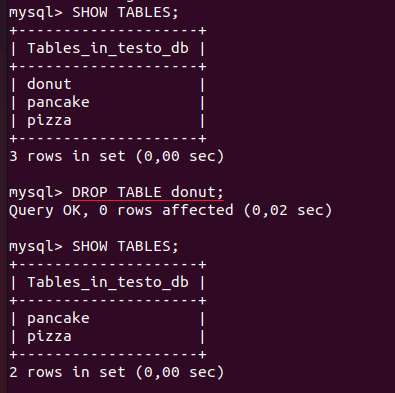 mysql> SHOW TABLES;
+--------------------+
| Tables_in_testo_db |
+--------------------+
| donut              |
| pancake            |
| pizza              |
+--------------------+
3 rows in set (0,00 sec)
mysql> DROP TABLE donut;
Query OK, 0 rows affected (0,02 sec)
mysql> SHOW TABLES;
+--------------------+
| Tables_in_testo_db |
+--------------------+
| pancake            |
| pizza              |
+--------------------+
2 rows in set (0,00 sec)